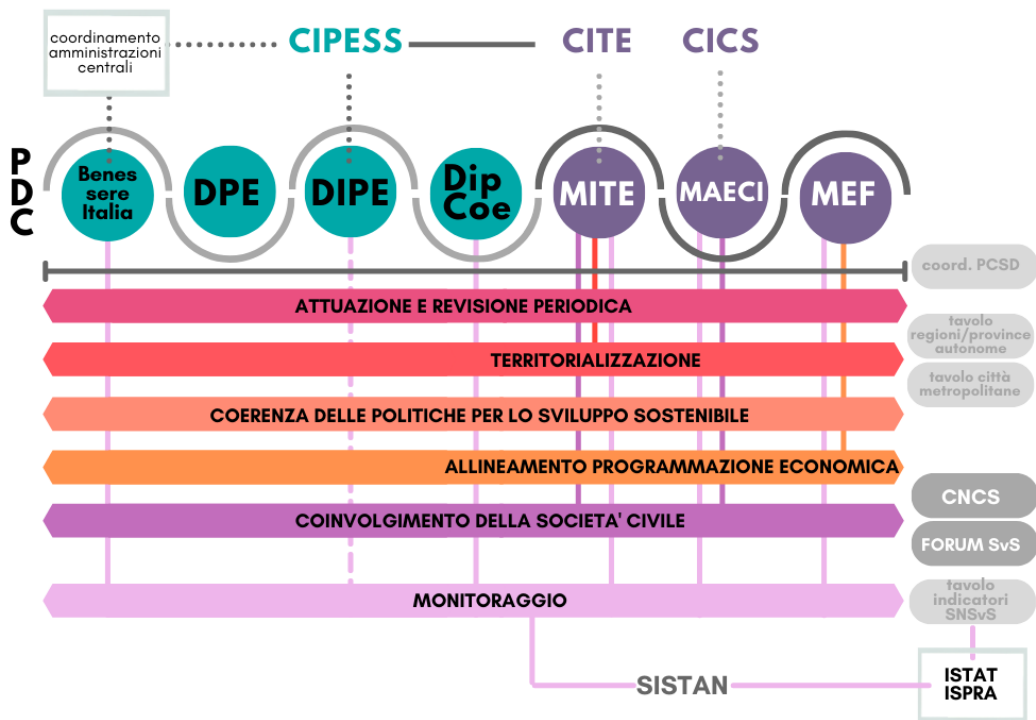 coordinamento
amministrazioni
centrali
CIPESS
CITE
CICS
P
D
C
Benes
sere
Italia
DPE
DIPE
Dip
Coe
MITE
MAECI
MEF
coord. PCSD
ATTUAZIONE E REVISIONE PERIODICA
tavolo
regioni/province
autonome
TERRITORIALIZZAZIONE
tavolo città
metropolitane
COERENZA DELLE POLITICHE PER LO SVILUPPO SOSTENIBILE
ALLINEAMENTO PROGRAMMAZIONE ECONOMICA
CNCS
COINVOLGIMENTO DELLA SOCIETA' CIVILE
FORUM SvS
MONITORAGGIO
tavolo
indicatori
SNSvS
SISTAN
ISTAT
ISPRA